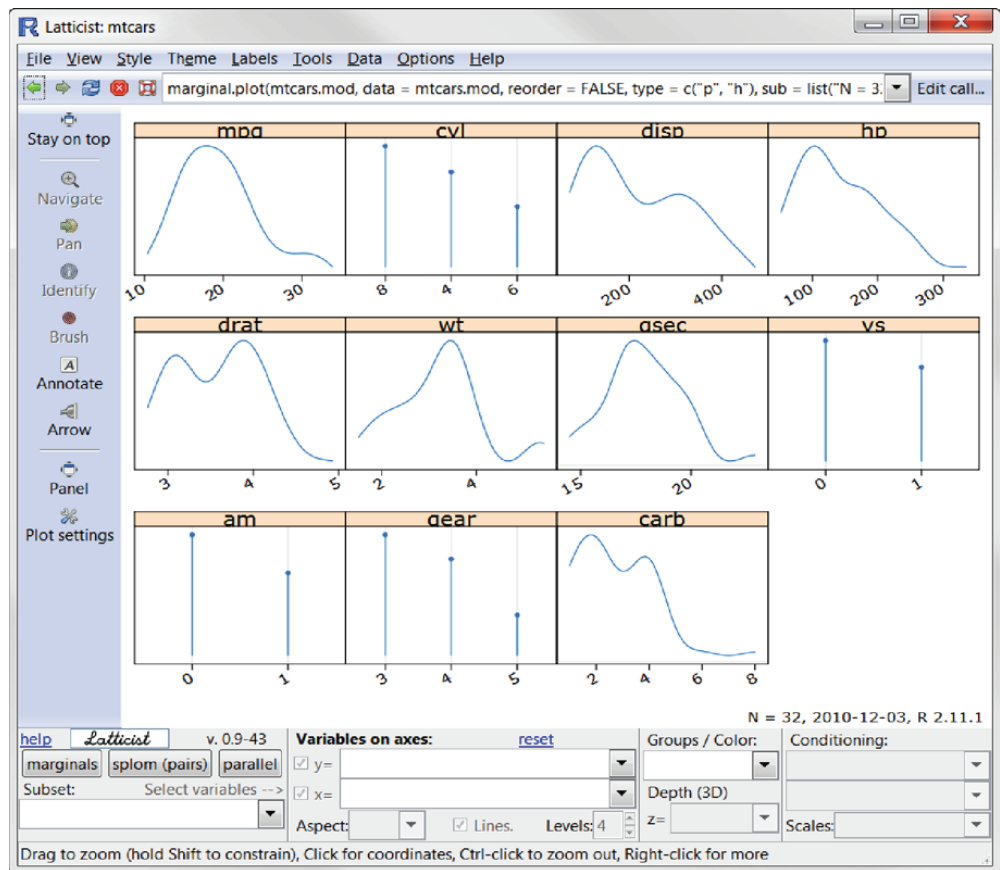 Latticist: mtcars
File View Style Theme Labels Tools Data Options Help
marginal.plot(mtcars.mod, data = mtcars.mod, reorder = FALSE, type = c("p", "h"), sub = list("N = 3. Edit call...
Stay on top
Navigate
Pan
Identify
Brush
A
Annotate
Arrow
Panel
Plot settings
mpg cyl disp hp
10 20 30 8 4 6 200 400 100 200 300
drat wt qsec vs
3 4 5 2 4 15 20 0 1
am gear carb
0 1 3 4 5 2 4 6 8
N = 32, 2010-12-03, R 2.11.1
help Latticist v. 0.9-43 Variables on axes: reset Groups / Color: Conditioning:
marginals splom (pairs) parallel y=
Subset: Select variables --> x= Depth (3D)
Aspect: Lines. Levels: 4 z= Scales:
Drag to zoom (hold Shift to constrain), Click for coordinates, Ctrl-click to zoom out, Right-click for more